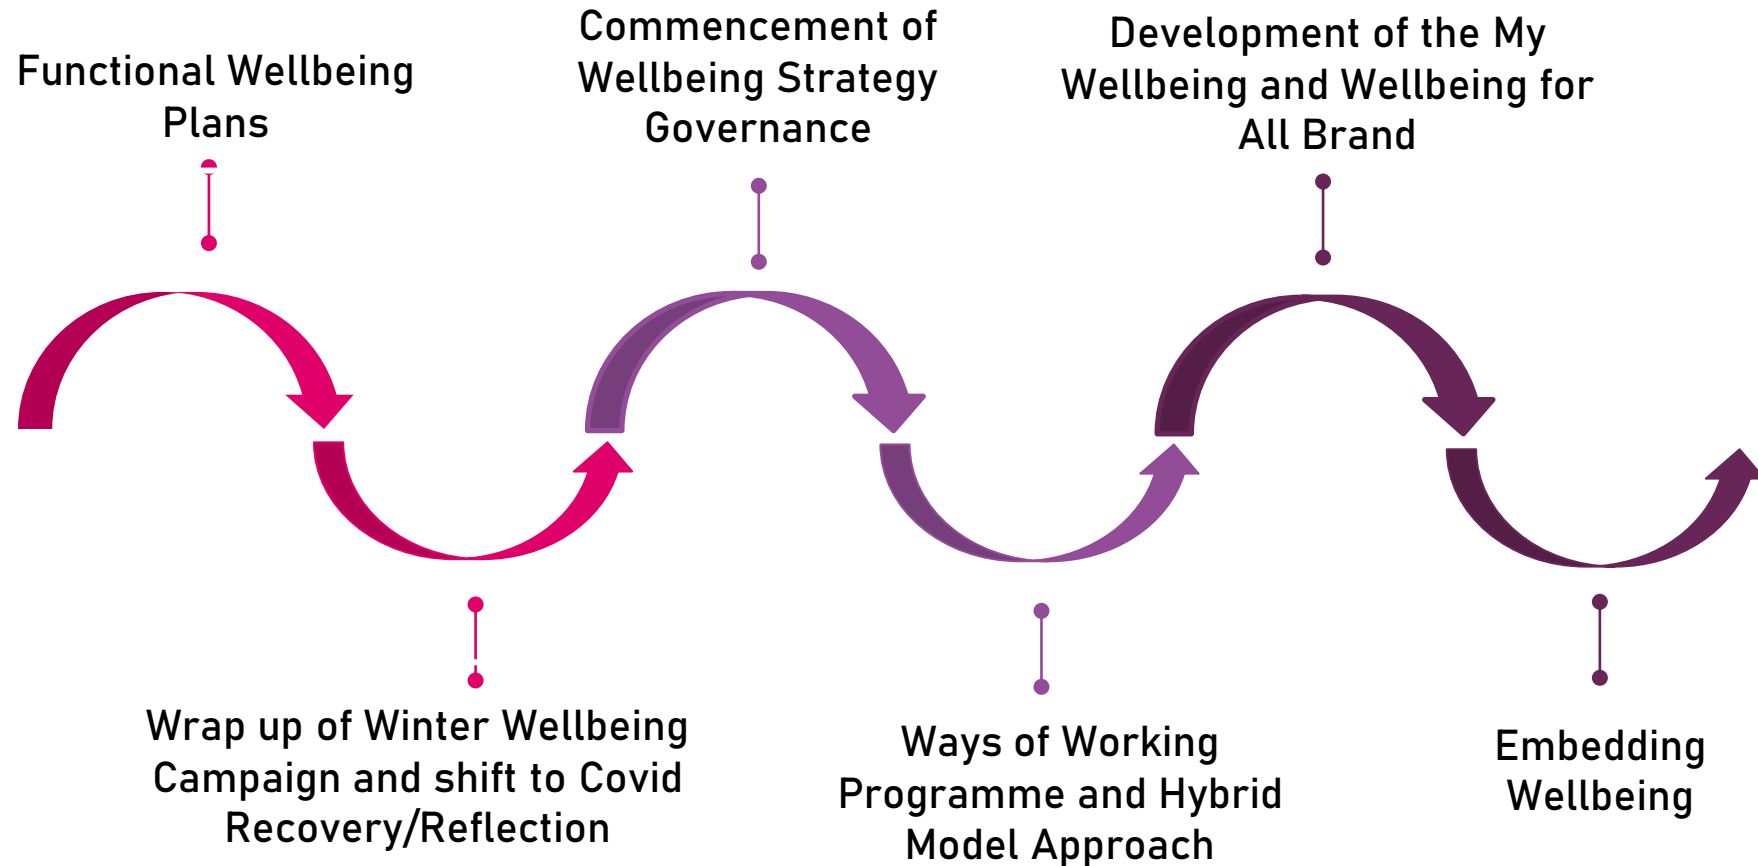 Functional Wellbeing
Plans
Commencement of
Wellbeing Strategy
Governance
Development of the My
Wellbeing and Wellbeing for
All Brand
Wrap up of Winter Wellbeing
Campaign and shift to Covid
Recovery/Reflection
Ways of Working
Programme and Hybrid
Model Approach
Embedding
Wellbeing